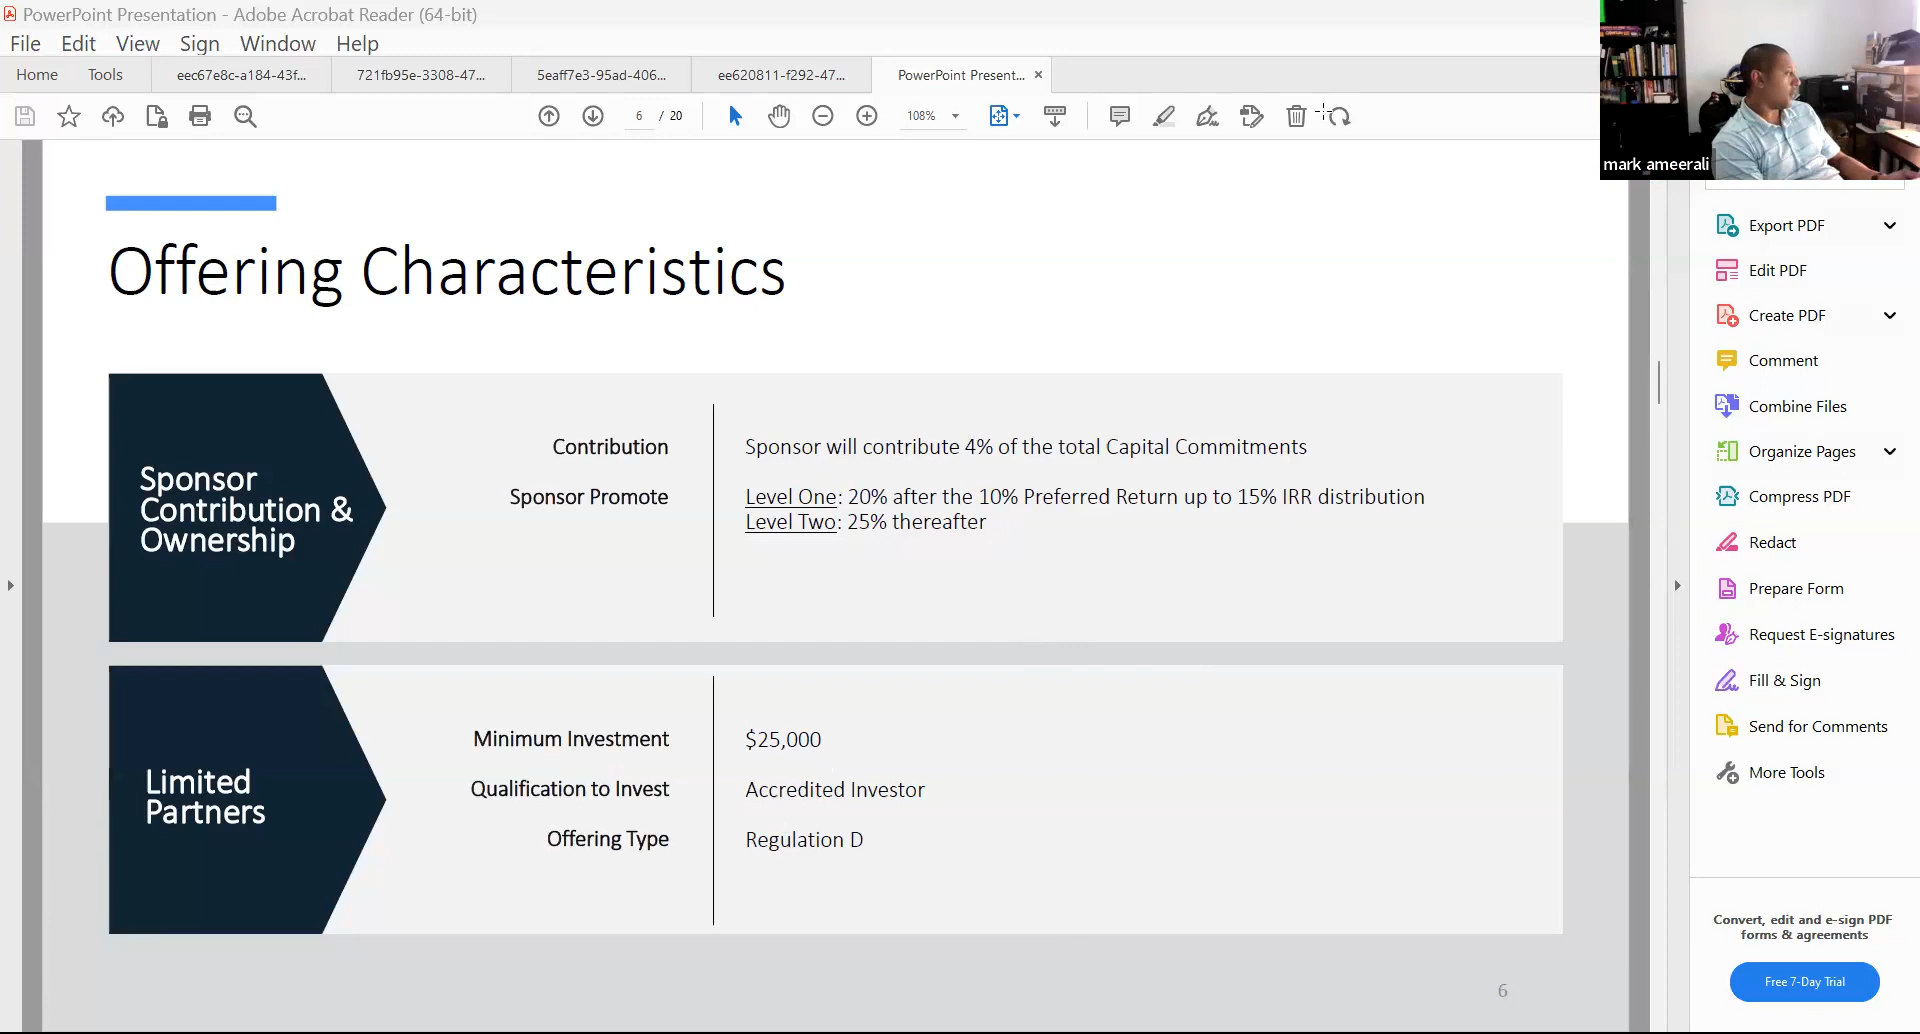 PowerPoint Presentation - Adobe Acrobat Reader (64-bit)
File Edit View Sign Window Help
Home Tools eec67e8c-a184-43f... 721fb95e-3308-47... 5eaff7e3-95ad-406... ee620811-f292-47... PowerPoint Present...
6 / 20 108%
mark ameerali
Offering Characteristics
Sponsor
Contribution &
Ownership
Contribution Sponsor will contribute 4% of the total Capital Commitments
Sponsor Promote Level One: 20% after the 10% Preferred Return up to 15% IRR distribution
Level Two: 25% thereafter
Limited
Partners
Minimum Investment $25,000
Qualification to Invest Accredited Investor
Offering Type Regulation D
6
Export PDF
Edit PDF
Create PDF
Comment
Combine Files
Organize Pages
Compress PDF
Redact
Prepare Form
Request E-signatures
Fill & Sign
Send for Comments
More Tools
Convert, edit and e-sign PDF
forms & agreements
Free 7-Day Trial